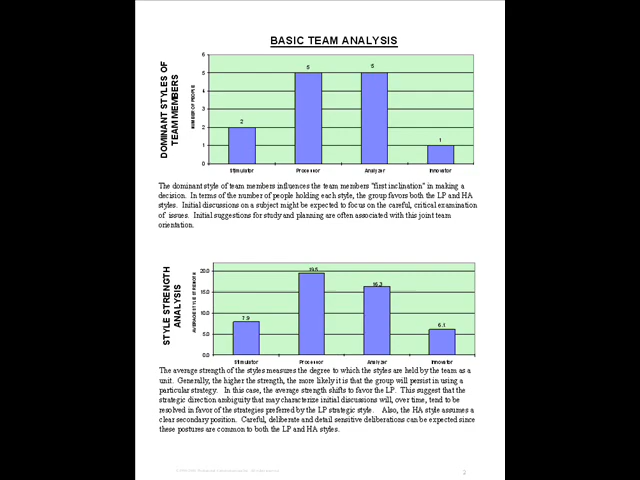 BASIC TEAM ANALYSIS
DOMINANT STYLES OF
TEAM MEMBERS
NUMBER OF PEOPLE
6
5
4
3
2
1
0
2
5
5
1
Stimulator Processor Analyzer Innovator
The dominant style of team members influences the team members "first inclination" in making a
decision. In terms of the number of people holding each style, the group favors both the LP and HA
styles. Initial discussions on a subject might be expected to focus on the careful, critical examination
of issues. Initial suggestions for study and planning are often associated with this joint team
orientation.
STYLE STRENGTH
ANALYSIS
AVERAGE STYLE STRENGTH
20.0
15.0
10.0
5.0
0.0
7.9
19.5
16.3
6.1
Stimulator Processor Analyzer Innovator
The average strength of the styles measures the degree to which the styles are held by the team as a
unit. Generally, the higher the strength, the more likely it is that the group will persist in using a
particular strategy. In this case, the average strength shifts to favor the LP. This suggest that the
strategic direction ambiguity that may characterize initial discussions will, over time, tend to be
resolved in favor of the strategies preferred by the LP strategic style. Also, the HA style assumes a
clear secondary position. Careful, deliberate and detail sensitive deliberations can be expected since
these postures are common to both the LP and HA styles.
2